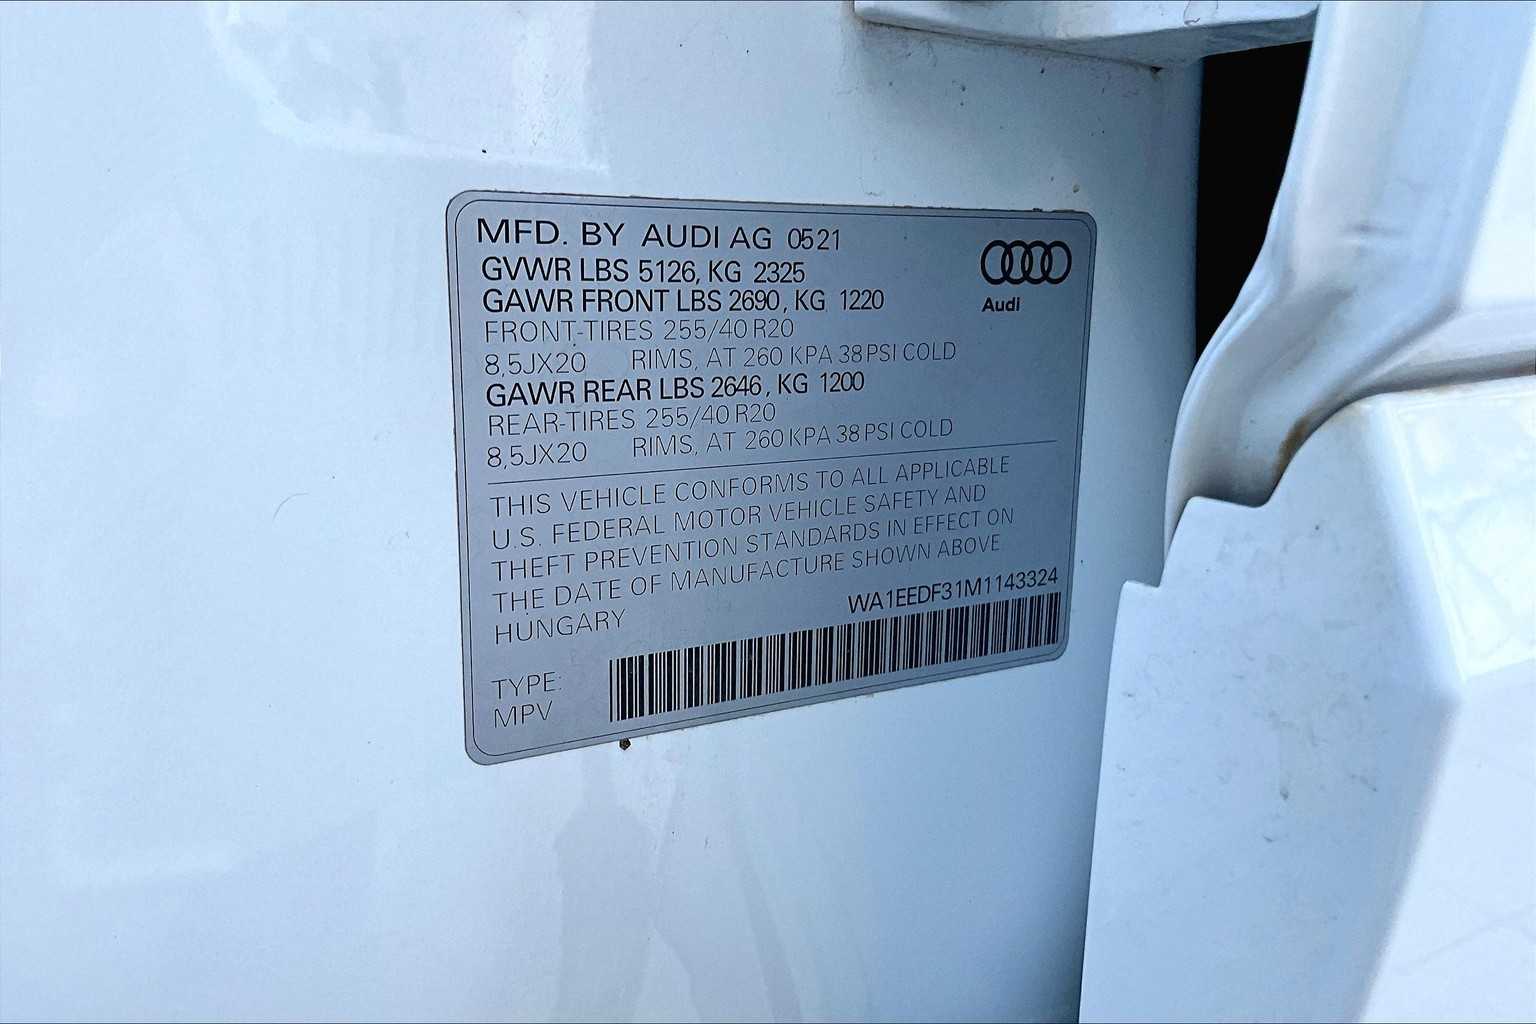 MFD. BY AUDI AG 0521
GVWR LBS 5126, KG 2325
GAWR FRONT LBS 2690, KG 1220
FRONT-TIRES 255/40 R20
8,5JX20 RIMS, AT 260 KPA 38 PSI COLD
GAWR REAR LBS 2646, KG 1200
REAR-TIRES 255/40 R20
8,5JX20 RIMS, AT 260 KPA 38 PSI COLD
Audi
THIS VEHICLE CONFORMS TO ALL APPLICABLE
U.S. FEDERAL MOTOR VEHICLE SAFETY AND
THEFT PREVENTION STANDARDS IN EFFECT ON
THE DATE OF MANUFACTURE SHOWN ABOVE
HUNGARY
WA1EEDF31M1143324
TYPE:
MPV